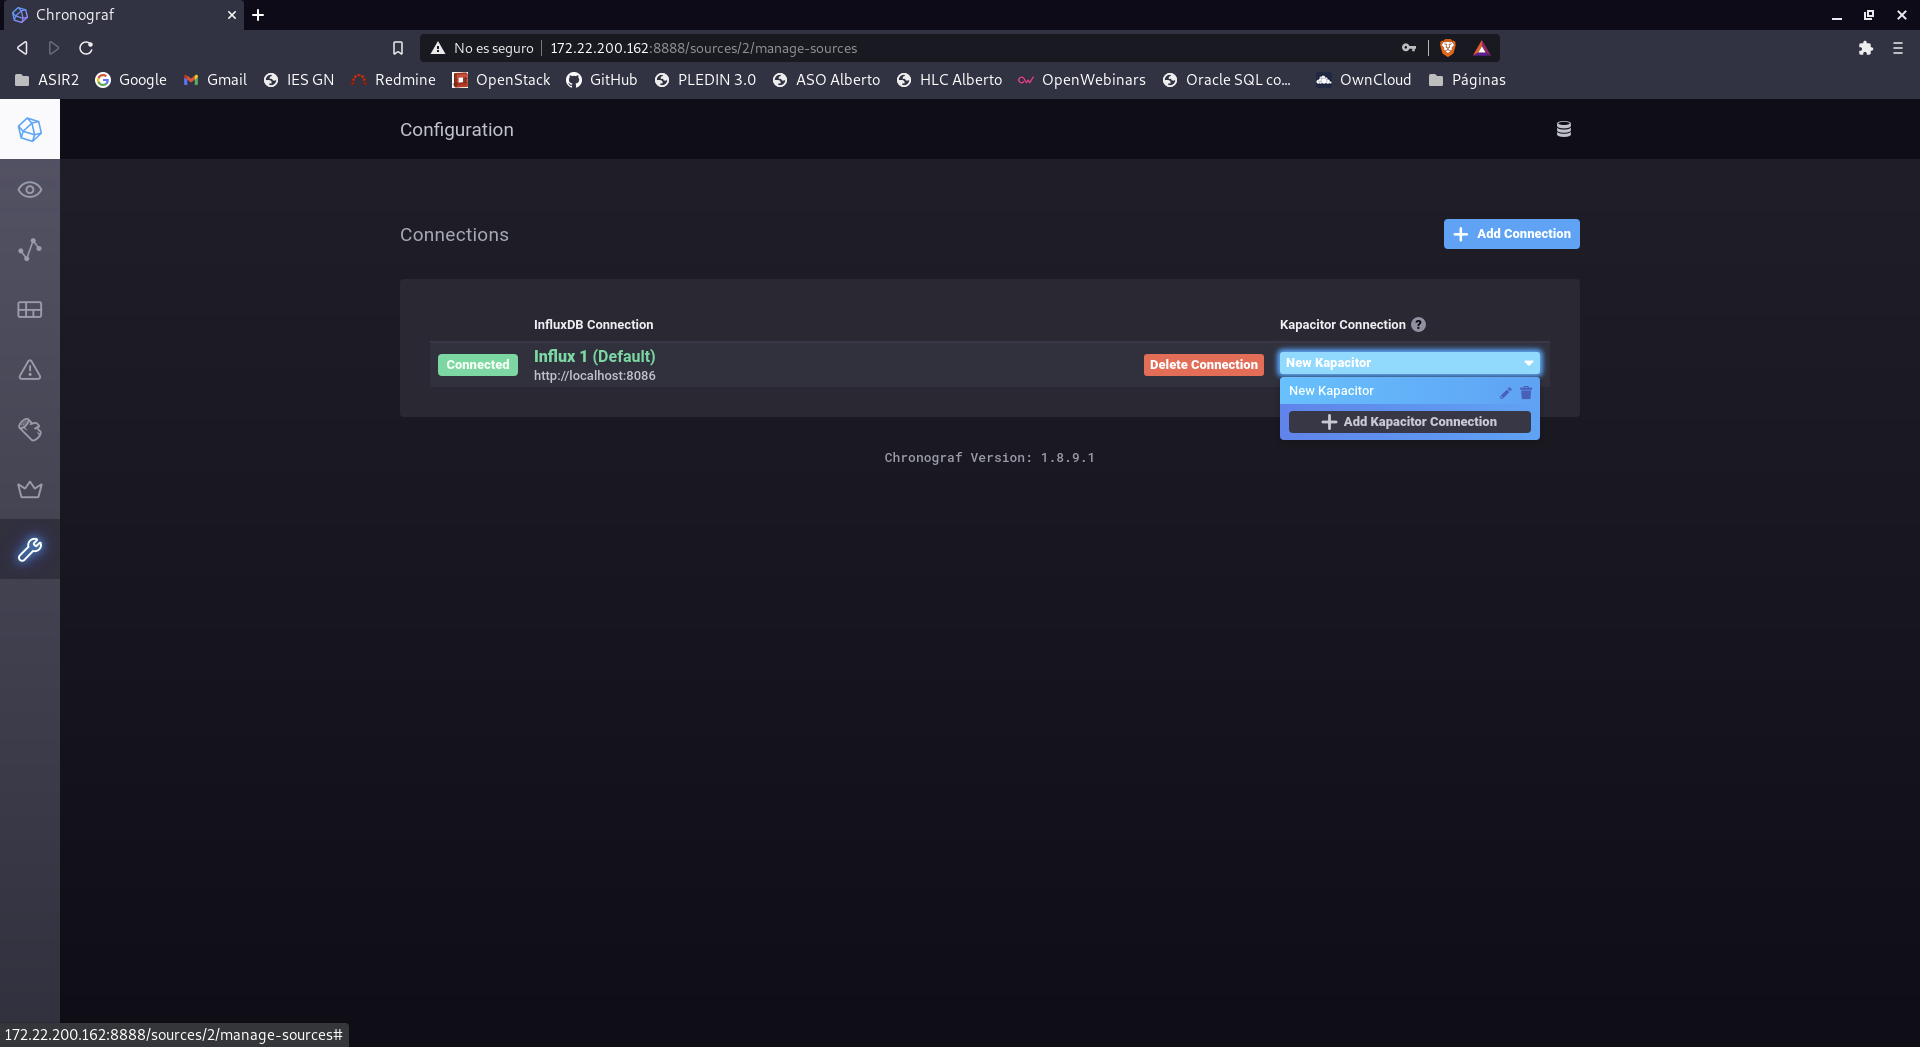 Chronograf
No es seguro 172.22.200.162:8888/sources/2/manage-sources
ASIR2 Google Gmail IES GN Redmine OpenStack GitHub PLEDIN 3.0 ASO Alberto HLC Alberto OpenWebinars Oracle SQL co... OwnCloud Páginas
Configuration
Connections
Add Connection
InfluxDB Connection Kapacitor Connection ?
Connected Influx 1 (Default) Delete Connection New Kapacitor
http://localhost:8086
New Kapacitor
Add Kapacitor Connection
Chronograf Version: 1.8.9.1
172.22.200.162:8888/sources/2/manage-sources#